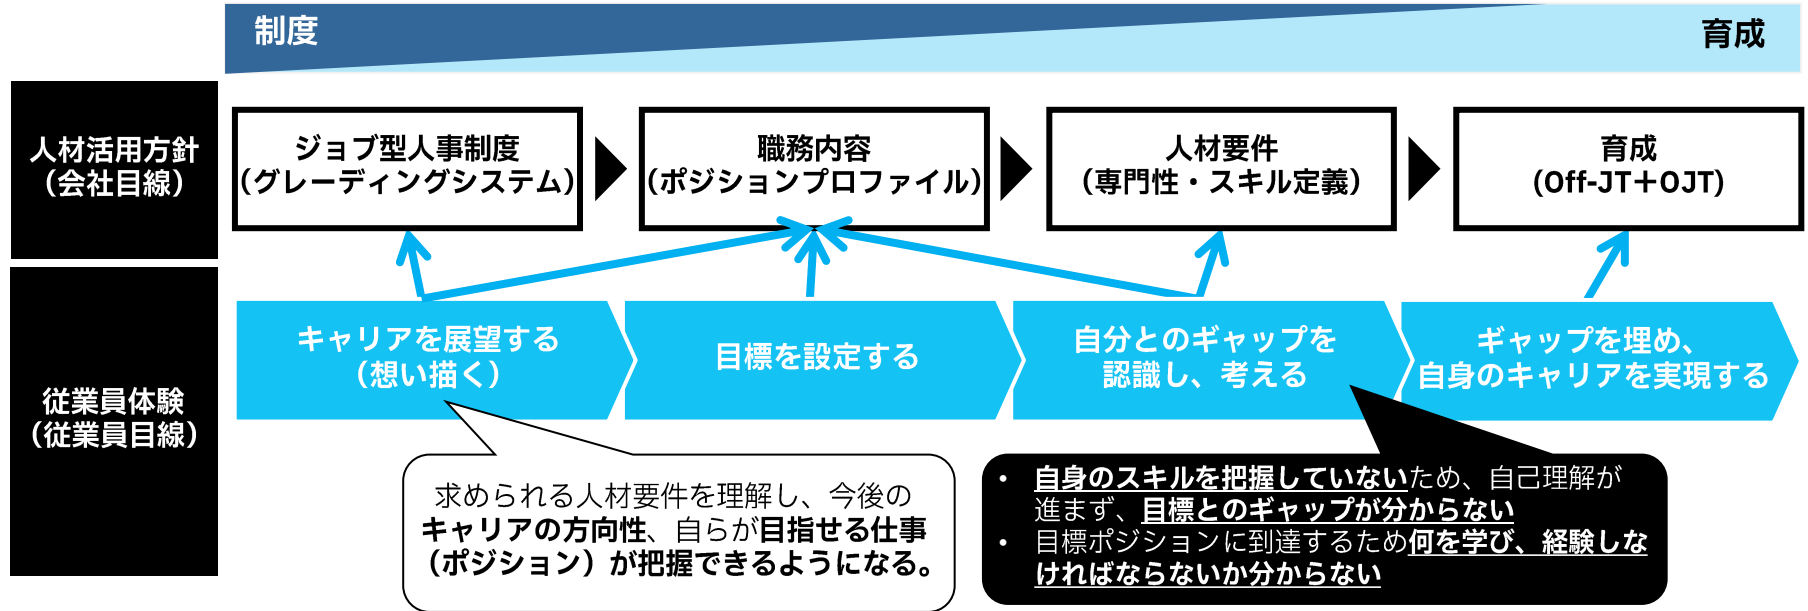 制度
育成
人材活用方針
（会社目線）
ジョブ型人事制度
（グレーディングシステム）
職務内容
（ポジションプロファイル）
人材要件
（専門性・スキル定義）
育成
(Off-JT＋OJT)
従業員体験
（従業員目線）
キャリアを展望する
（想い描く）
目標を設定する
自分とのギャップを
認識し、考える
ギャップを埋め、
自身のキャリアを実現する
求められる人材要件を理解し、今後の
キャリアの方向性、自らが目指せる仕事
（ポジション）が把握できるようになる。
• 自身のスキルを把握していないため、自己理解が
進まず、目標とのギャップが分からない
• 目標ポジションに到達するため何を学び、経験しな
ければならないか分からない